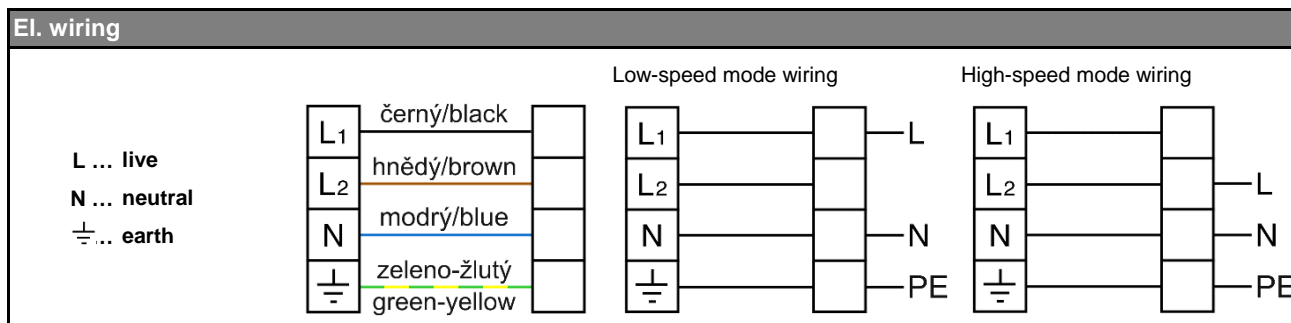 El. wiring
L ... live
N ... neutral
... earth
L1
černý/black
L2
hnědý/brown
N
modrý/blue
zeleno-žlutý
green-yellow
Low-speed mode wiring
L1
L
L2
N
N
PE
High-speed mode wiring
L1
L2
L
N
N
PE